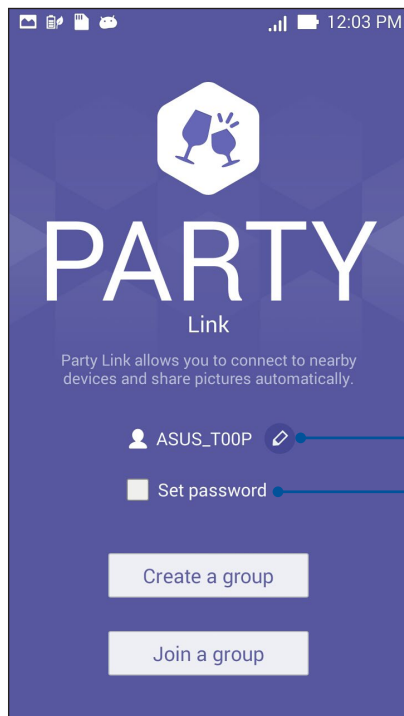 12:03 PM
PARTY
Link
Party Link allows you to connect to nearby
devices and share pictures automatically.
ASUS_T00P
Set password
Create a group
Join a group